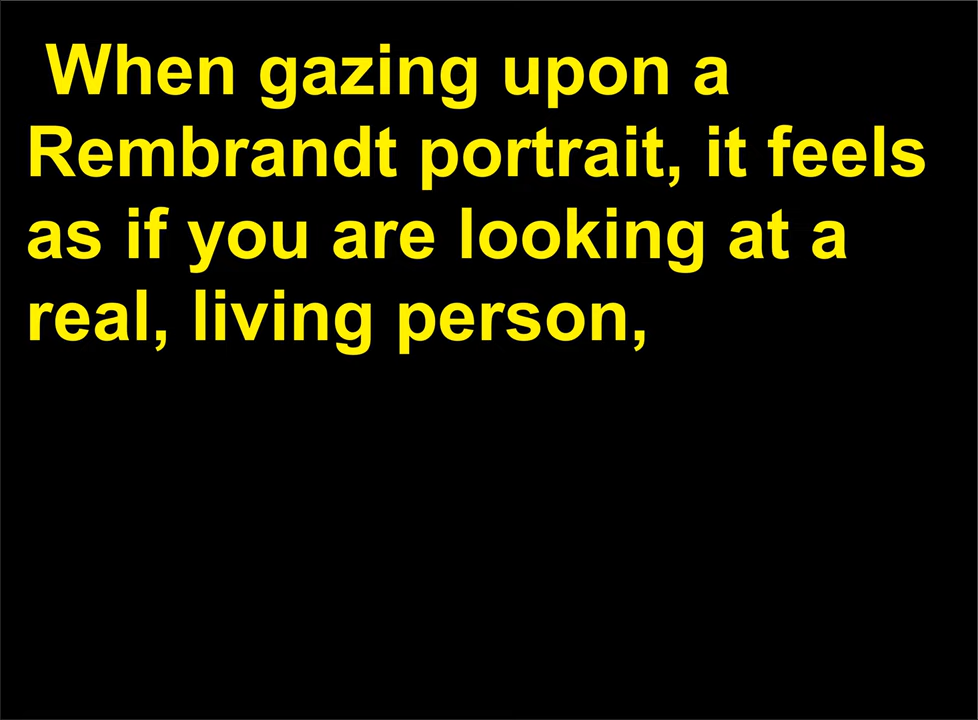 When gazing upon a
Rembrandt portrait, it feels
as if you are looking at a
real, living person,